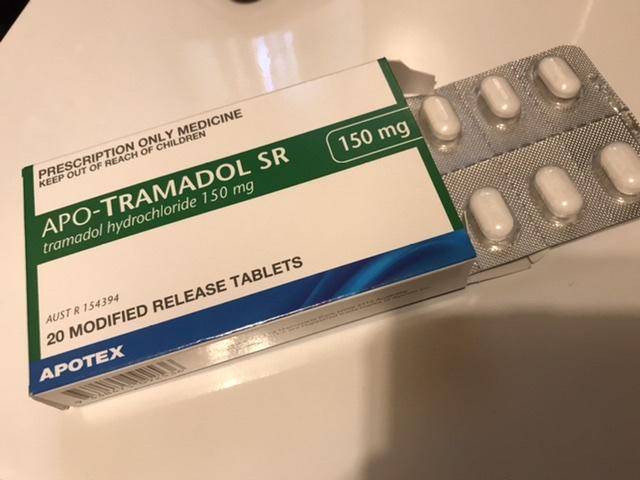 PRESCRIPTION ONLY MEDICINE
KEEP OUT OF REACH OF CHILDREN
APO-TRAMADOL SR
150 mg
tramadol hydrochloride 150 mg
AUST R 154394
20 MODIFIED RELEASE TABLETS
APOTEX